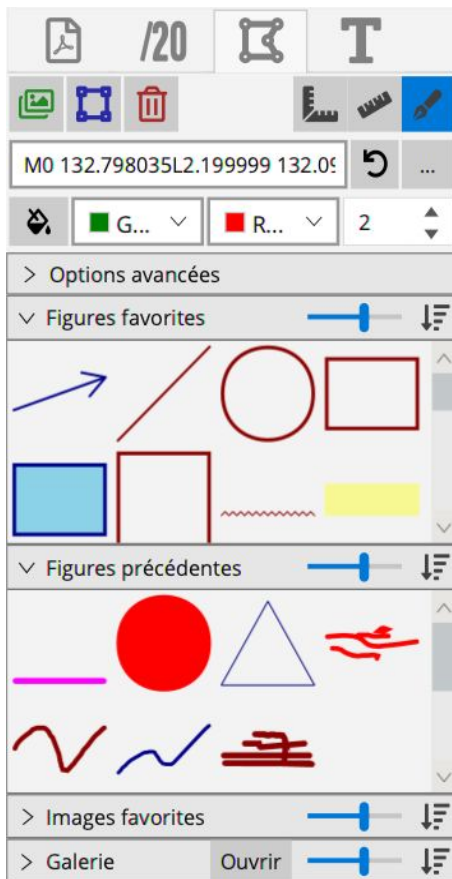 /20 T
M0 132.798035L2.199999 132.09 ...
G... R... 2
Options avancées
Figures favorites
Figures précédentes
Images favorites
Galerie Ouvrir